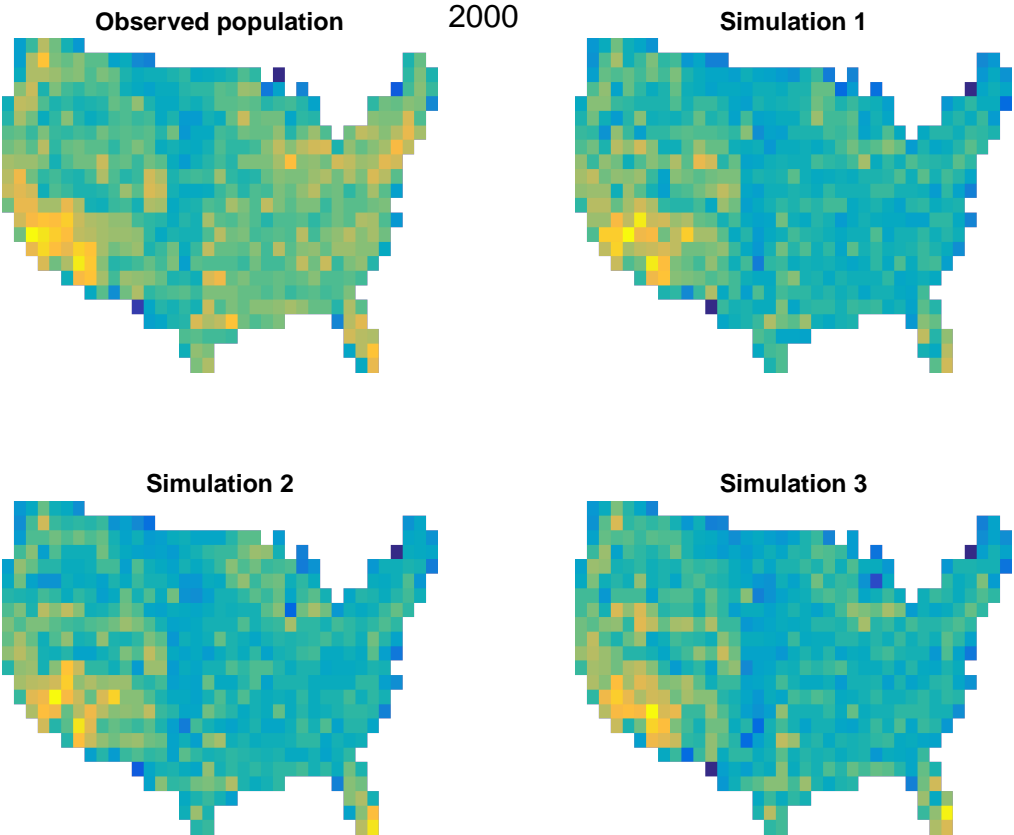 Observed population
2000
Simulation 1
Simulation 2
Simulation 3